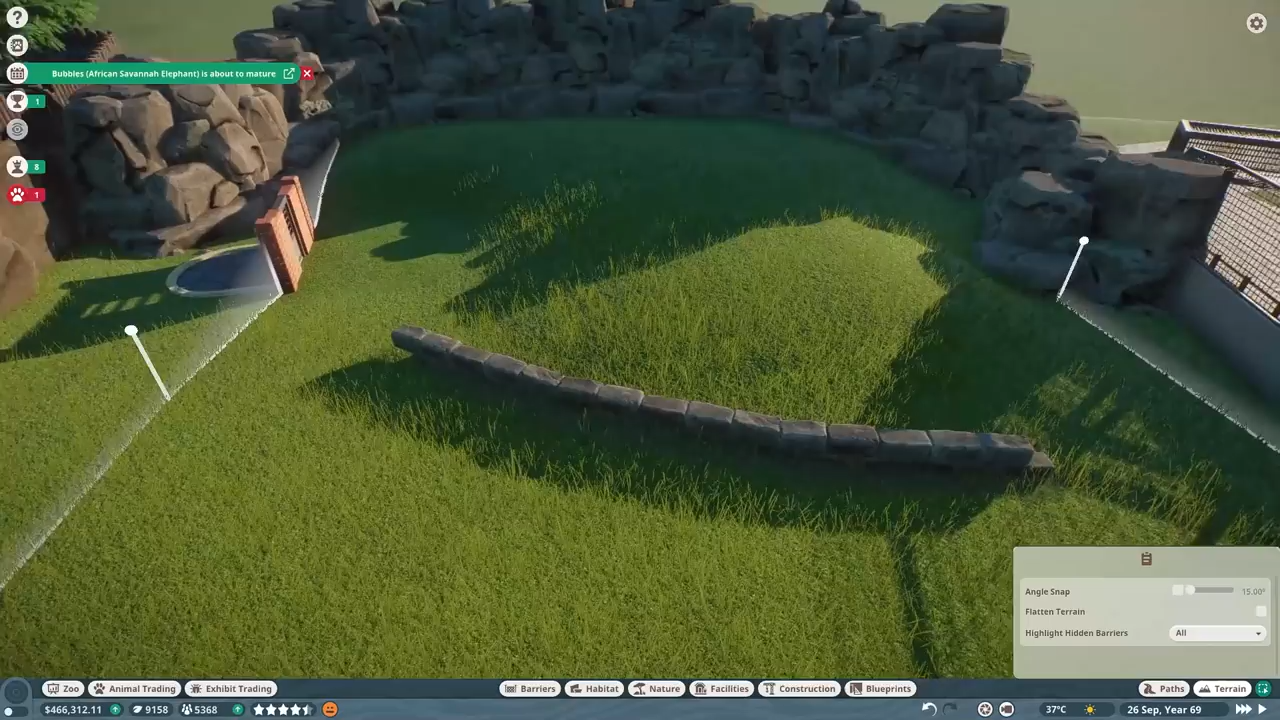 ?
Bubbles (African Savannah Elephant) is about to mature
1
8
1
Angle Snap 15.00°
Flatten Terrain
Highlight Hidden Barriers All
Zoo Animal Trading Exhibit Trading Barriers Habitat Nature Facilities Construction Blueprints Paths Terrain
$466,312.11 9158 5368 37°C 26 Sep, Year 69